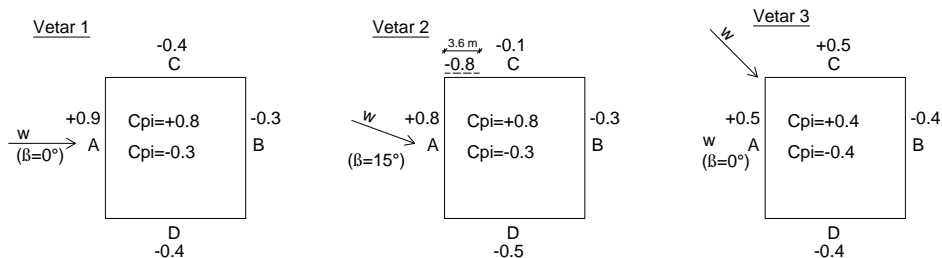 Vetar 1
-0.4
C
+0.9
Cpi=+0.8
-0.3
w
A
Cpi=-0.3
B
(ß=0°)
D
-0.4
Vetar 2
3.6 m
-0.1
-0.8
C
w
+0.8
Cpi=+0.8
-0.3
A
Cpi=-0.3
B
(ß=15°)
D
-0.5
Vetar 3
w
+0.5
C
+0.5
Cpi=+0.4
-0.4
w
A
Cpi=-0.4
B
(ß=0°)
D
-0.4